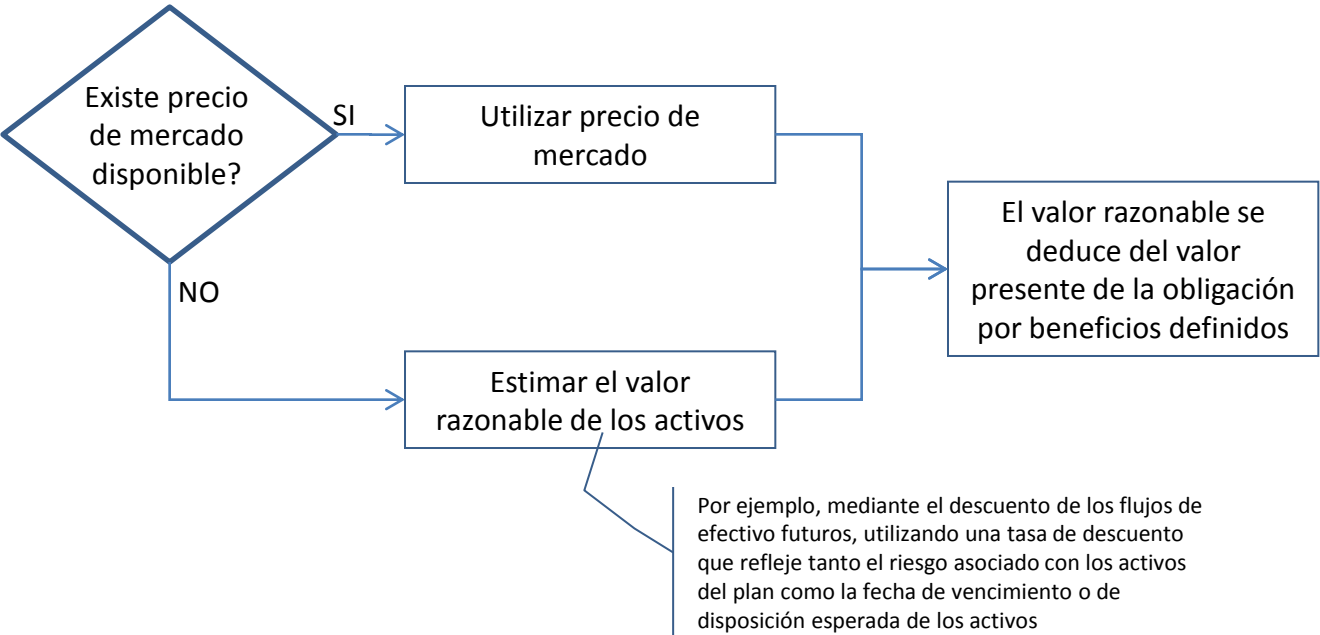 Existe precio
de mercado
disponible?
SI
Utilizar precio de
mercado
El valor razonable se
deduce del valor
presente de la obligación
por beneficios definidos
NO
Estimar el valor
razonable de los activos
Por ejemplo, mediante el descuento de los flujos de
efectivo futuros, utilizando una tasa de descuento
que refleje tanto el riesgo asociado con los activos
del plan como la fecha de vencimiento o de
disposición esperada de los activos